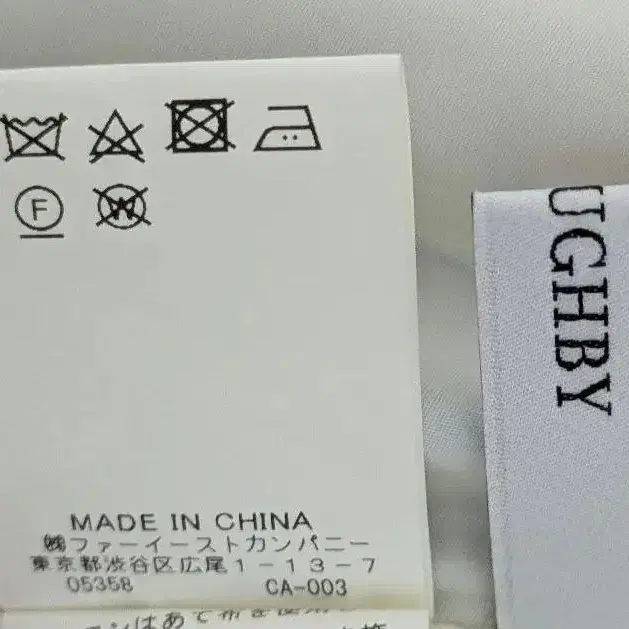 F
W
MADE IN CHINA
㈱ファーイーストカンパニー
東京都渋谷区広尾1-13-7
05358 CA-003
UGHBY